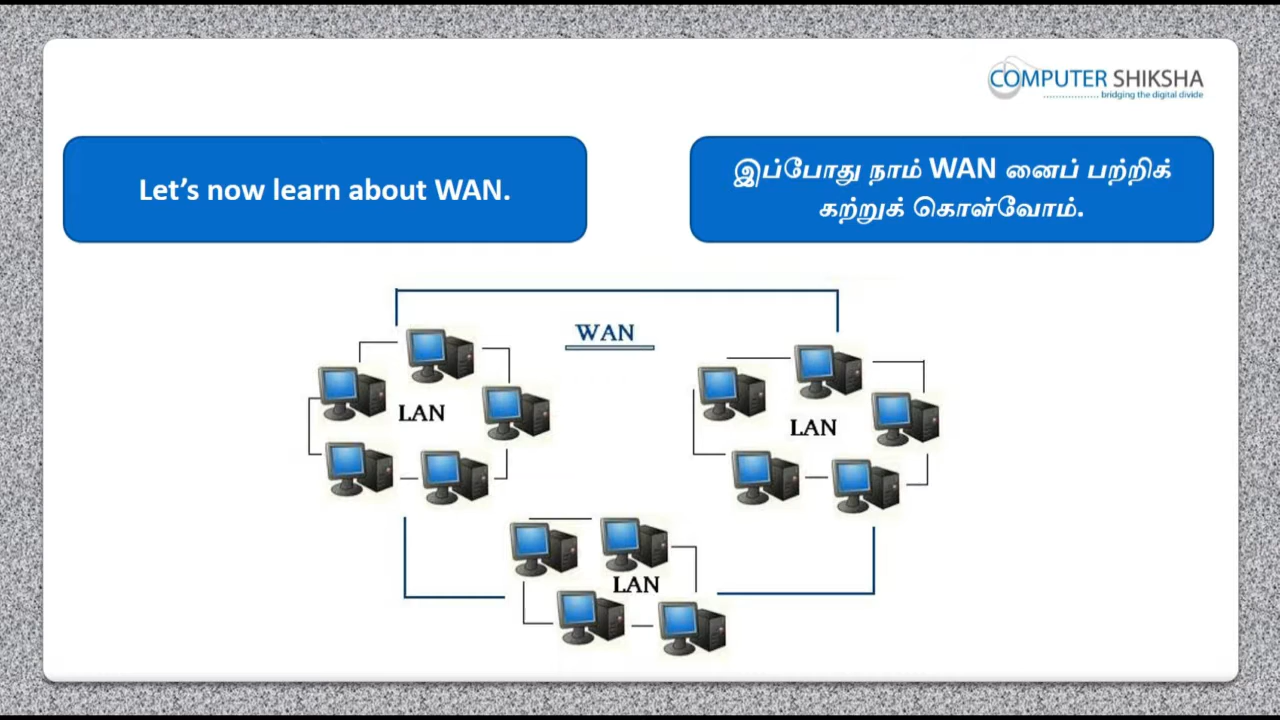 COMPUTER SHIKSHA
bridging the digital divide
Let's now learn about WAN.
இப்போது நாம் WAN னைப் பற்றிக்
கற்றுக் கொள்வோம்.
WAN
LAN
LAN
LAN